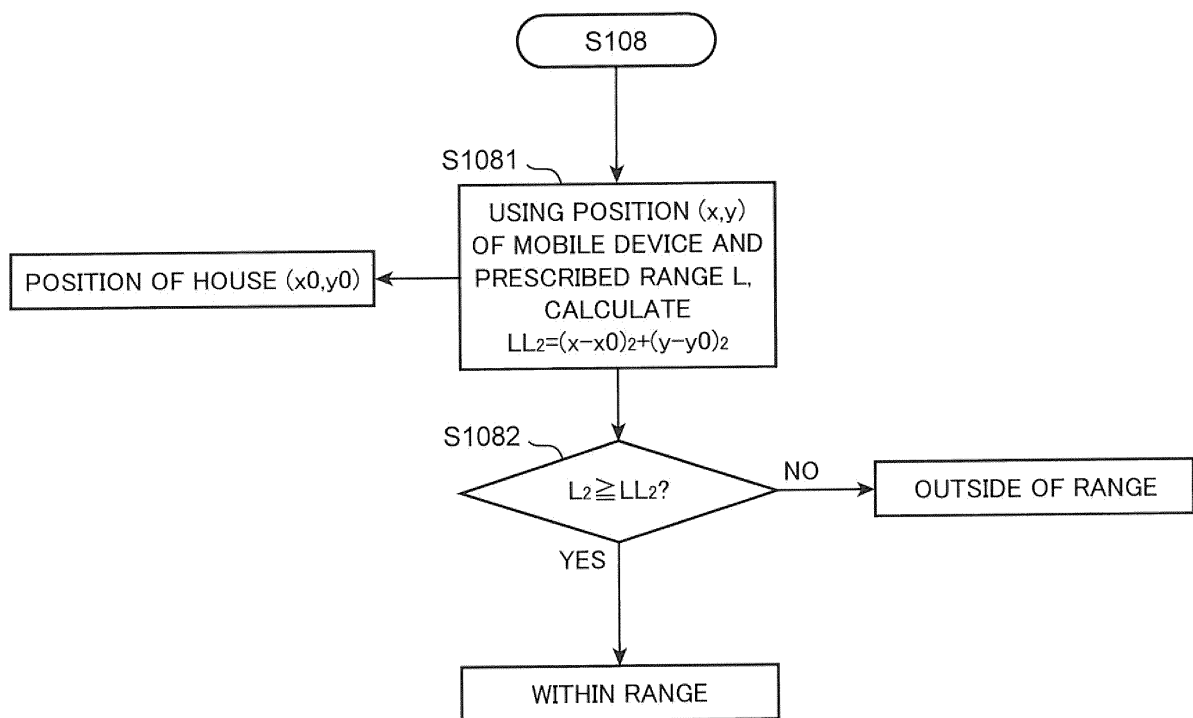 S108
S1081
USING POSITION (x,y)
OF MOBILE DEVICE AND
PRESCRIBED RANGE L,
CALCULATE
LL₂=(x-x0)₂+(y-y0)₂
POSITION OF HOUSE (x0,y0)
S1082
L₂≧LL₂?
NO
OUTSIDE OF RANGE
YES
WITHIN RANGE